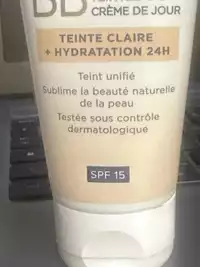 BB
CRÈME DE JOUR
TEINTE CLAIRE
+ HYDRATATION 24H
Teint unifié
Sublime la beauté naturelle
de la peau
Testée sous contrôle
dermatologique
SPF 15